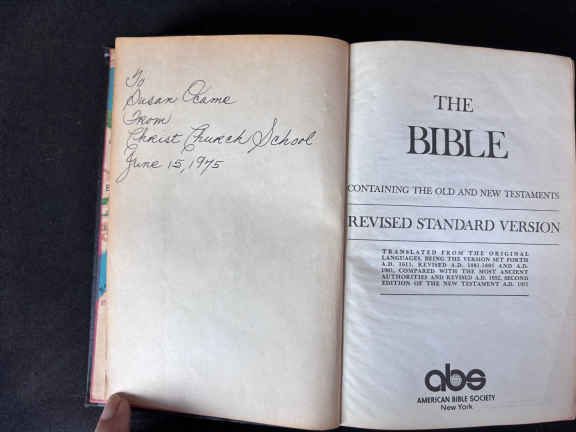 To
Susan Ocame
From
Christ Church School
June 15, 1975
THE
BIBLE
CONTAINING THE OLD AND NEW TESTAMENTS
REVISED STANDARD VERSION
TRANSLATED FROM THE ORIGINAL
LANGUAGES, BEING THE VERSION SET FORTH
A.D. 1611, REVISED A.D. 1881-1885 AND A.D.
1901, COMPARED WITH THE MOST ANCIENT
AUTHORITIES AND REVISED A.D. 1952, SECOND
EDITION OF THE NEW TESTAMENT A.D. 1971
abs
AMERICAN BIBLE SOCIETY
New York